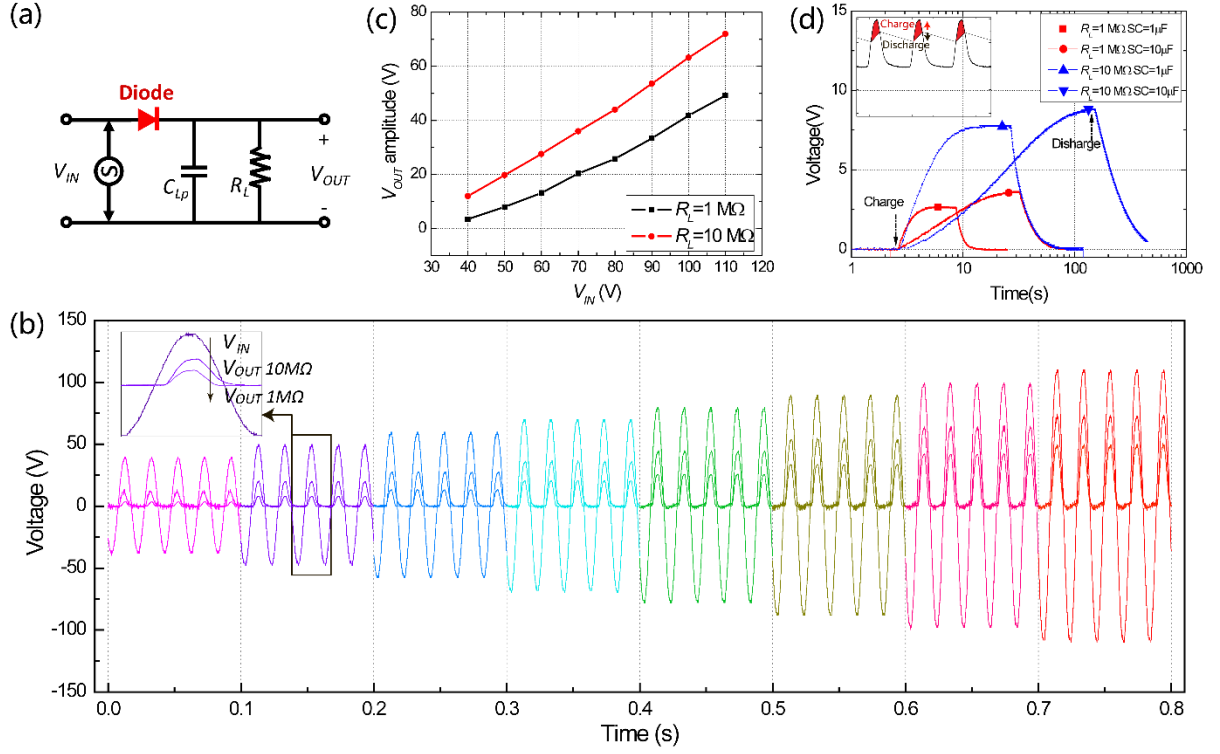 (a)
Diode
V_IN
S
C_Lp
R_L
+
V_OUT
-
(c)
V_OUT amplitude (V)
80
60
40
20
0
R_L=1 MΩ
R_L=10 MΩ
30 40 50 60 70 80 90 100 110 120
V_IN (V)
(d)
Charge
Discharge
R_L=1 MΩ SC=1μF
R_L=1 MΩ SC=10μF
R_L=10 MΩ SC=1μF
R_L=10 MΩ SC=10μF
Voltage(V)
15
10
5
0
Charge
Disharge
1 10 100 1000
Time(s)
(b)
Voltage (V)
150
100
50
0
-50
-100
-150
V_IN
V_OUT 10MΩ
V_OUT 1MΩ
0.0 0.1 0.2 0.3 0.4 0.5 0.6 0.7 0.8
Time (s)